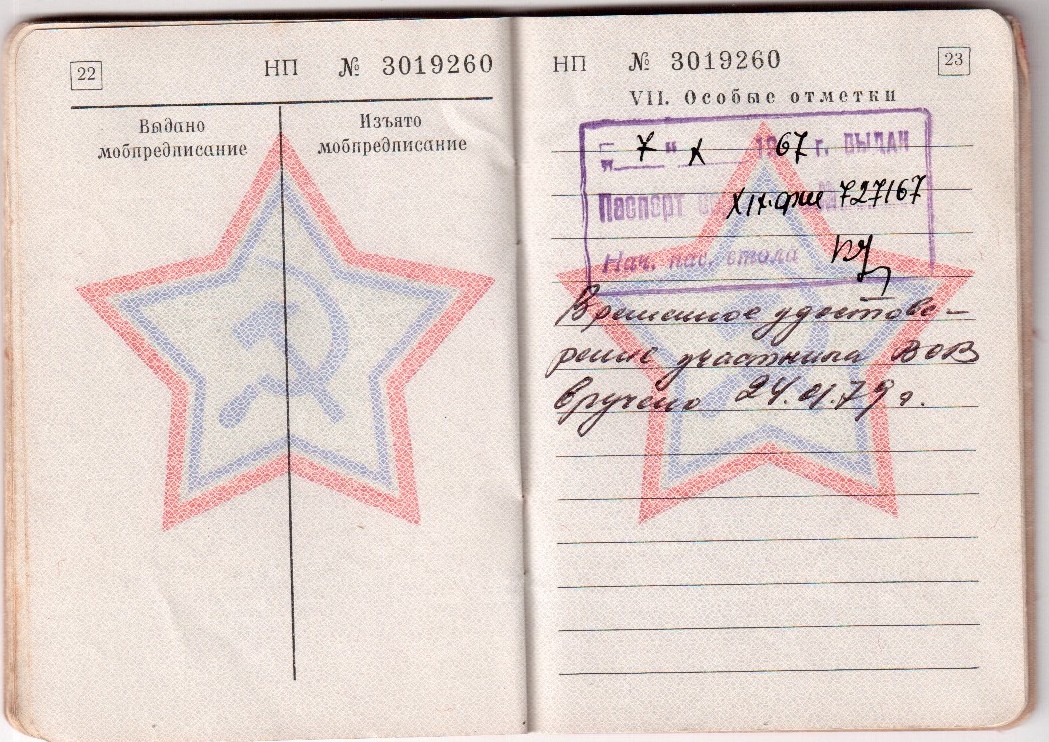 22
НП № 3019260
Выдано
мобпредписание
Изъято
мобпредписание
НП № 3019260
23
VII. Особые отметки
„ 7 " X 1967 г. ВЫДАН
Паспорт XIX-ФЖ 727167
Нач. пас. стола
Временное удостове-
рение участника ВОВ
вручено 24.01.79 г.